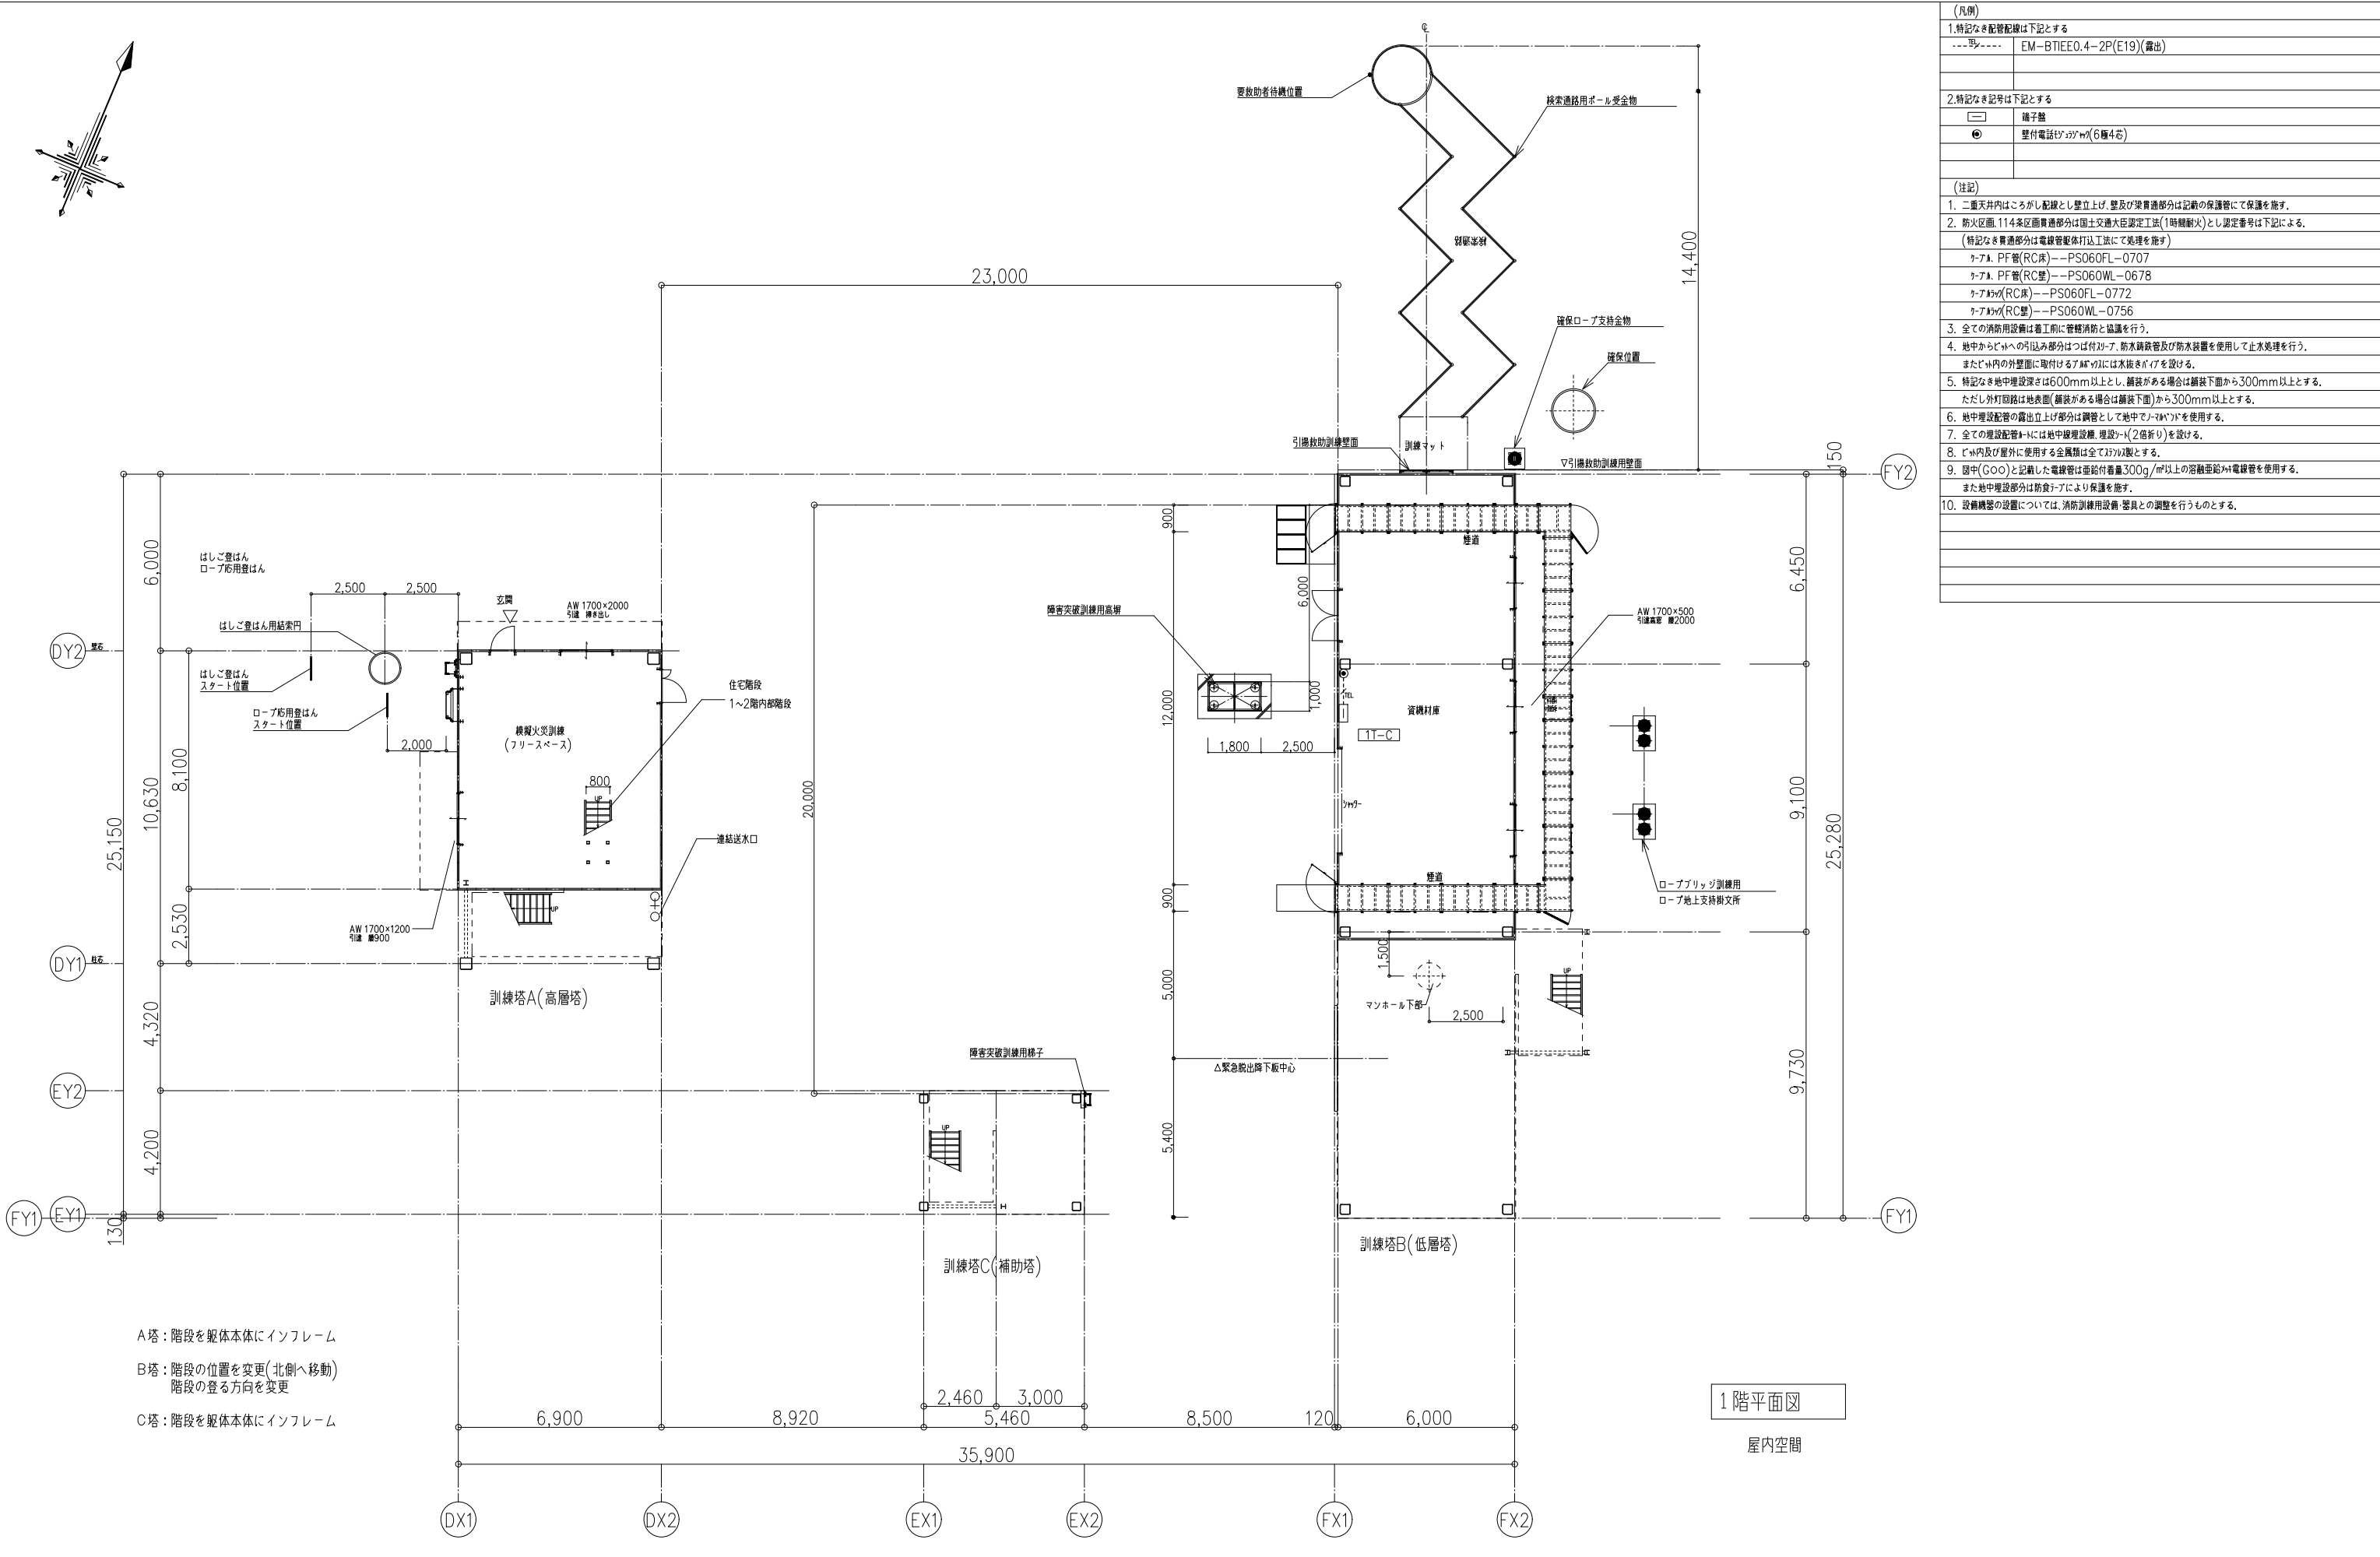 (凡例)
1.特記なき配管配線は下記とする
TEL
EM-BTIEE0.4-2P(E19)(露出)
2.特記なき記号は下記とする
端子盤
壁付電話ﾓｼﾞｭﾗｼﾞｬｯｸ(6極4芯)
(注記)
1. 二重天井内はころがし配線とし壁立上げ、壁及び梁貫通部分は記載の保護管にて保護を施す。
2. 防火区画、114条区画貫通部分は国土交通大臣認定工法(1時間耐火)とし認定番号は下記による。
(特記なき貫通部分は電線管躯体打込工法にて処理を施す)
ｹｰﾌﾞﾙ、PF管(RC床)--PS060FL-0707
ｹｰﾌﾞﾙ、PF管(RC壁)--PS060WL-0678
ｹｰﾌﾞﾙﾗｯｸ(RC床)--PS060FL-0772
ｹｰﾌﾞﾙﾗｯｸ(RC壁)--PS060WL-0756
3. 全ての消防用設備は着工前に管轄消防と協議を行う。
4. 地中からﾋﾟｯﾄへの引込み部分はつば付ｽﾘｰﾌﾞ、防水鋳鉄管及び防水装置を使用して止水処理を行う。
またﾋﾟｯﾄ内の外壁面に取付けるﾌﾟﾙﾎﾞｯｸｽには水抜きﾊﾟｲﾌﾟを設ける。
5. 特記なき地中埋設深さは600mm以上とし、舗装がある場合は舗装下面から300mm以上とする。
ただし外灯回路は地表面(舗装がある場合は舗装下面)から300mm以上とする。
6. 地中埋設配管の露出立上げ部分は鋼管として地中でﾉｰﾏﾙﾍﾞﾝﾄﾞを使用する。
7. 全ての埋設配管ﾙｰﾄには地中線埋設標、埋設ｼｰﾄ(2倍折り)を設ける。
8. ﾋﾟｯﾄ内及び屋外に使用する金属類は全てｽﾃﾝﾚｽ製とする。
9. 図中(G○○)と記載した電線管は亜鉛付着量300g/㎡以上の溶融亜鉛ﾒｯｷ電線管を使用する。
また地中埋設部分は防食ﾃｰﾌﾟにより保護を施す。
10. 設備機器の設置については、消防訓練用設備・器具との調整を行うものとする。
℄
要救助者待機位置
検索通路用ポール受金物
検索通路
14,400
23,000
確保ロープ支持金物
確保位置
引揚救助訓練壁面
訓練マット
▽引揚救助訓練用壁面
150
FY2
6,000
10,630
4,320
4,200
25,150
8,100
2,530
130
はしご登はん
ロープ応用登はん
2,500
2,500
はしご登はん用結索円
玄関
AW 1700×2000
引違 掃き出し
DY2
壁芯
はしご登はん
スタート位置
ロープ応用登はん
スタート位置
2,000
模擬火災訓練
(フリースペース)
住宅階段
1~2階内部階段
800
UP
連結送水口
AW 1700×1200
引違 腰900
UP
DY1
柱芯
訓練塔A(高層塔)
20,000
900
6,000
12,000
900
5,000
5,400
煙道
障害突破訓練用高塀
1,000
1,800
2,500
TEL
資機材庫
1T-C
ｼｬｯﾀｰ
AW 1700×500
引違高窓 腰2000
煙道
煙道
ロープブリッジ訓練用
ロープ地上支持掛支所
6,450
9,100
9,730
25,280
1,500
マンホール下部
2,500
UP
△緊急脱出降下板中心
障害突破訓練用梯子
EY2
UP
FY1
EY1
FY1
訓練塔C(補助塔)
訓練塔B(低層塔)
A塔：階段を躯体本体にインフレーム
B塔：階段の位置を変更(北側へ移動)
階段の登る方向を変更
C塔：階段を躯体本体にインフレーム
2,460
3,000
6,900
8,920
5,460
8,500
120
6,000
35,900
1階平面図
屋内空間
DX1
DX2
EX1
EX2
FX1
FX2